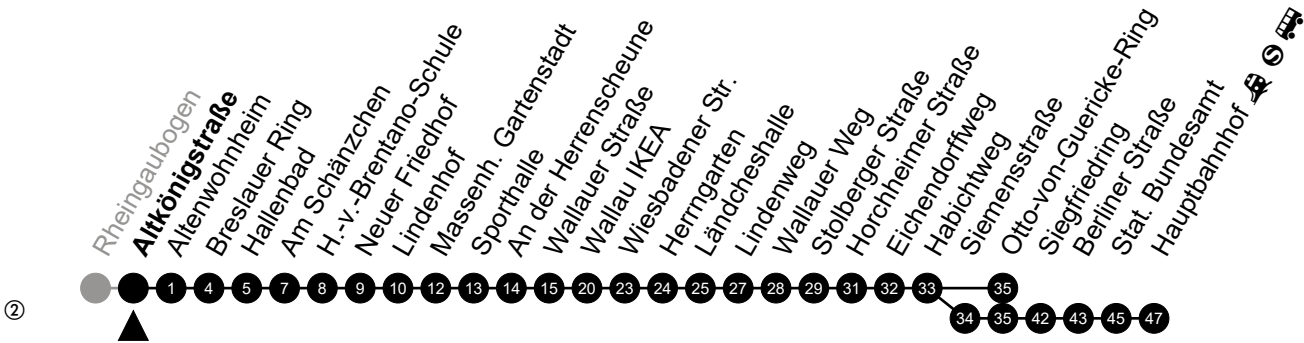 Rheingaubogen
Altkönigstraße
Altenwohnheim
Breslauer Ring
Hallenbad
Am Schänzchen
H.-v.-Brentano-Schule
Neuer Friedhof
Lindenhof
Massenh. Gartenstadt
Sporthalle
An der Herrenscheune
Wallauer Straße
Wallau IKEA
Wiesbadener Str.
Herrngarten
Ländcheshalle
Lindenweg
Wallauer Weg
Stolberger Straße
Horchheimer Straße
Eichendorffweg
Habichtweg
Siemensstraße
Otto-von-Guericke-Ring
Siegfriedring
Berliner Straße
Stat. Bundesamt
Hauptbahnhof S
1 4 5 7 8 9 10 12 13 14 15 20 23 24 25 27 28 29 31 32 33 35
② 34 35 42 43 45 47